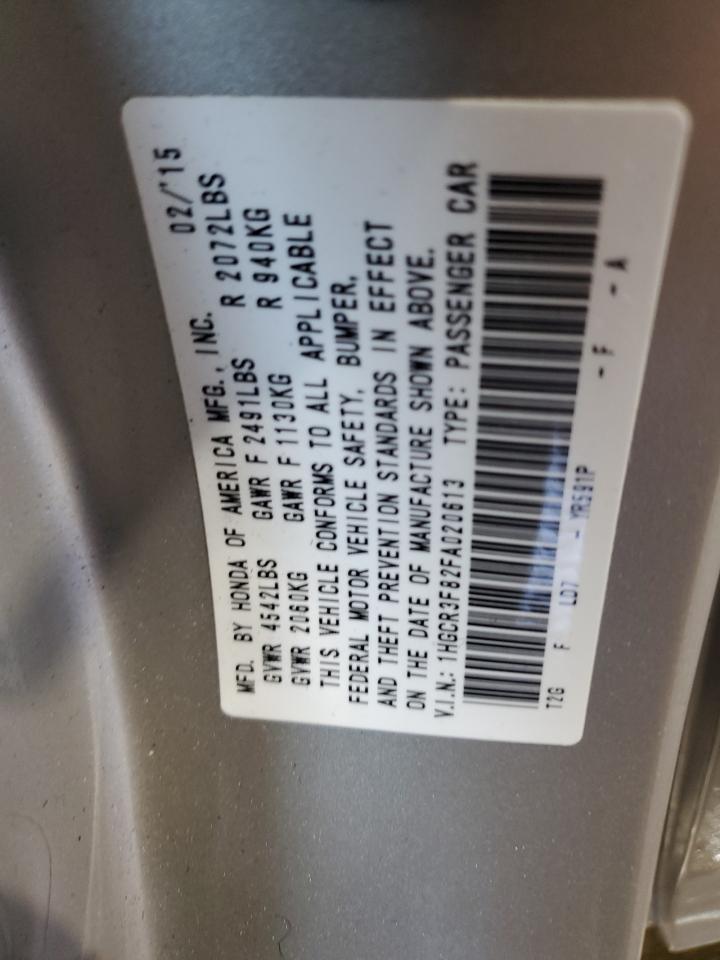 MFD. BY HONDA OF AMERICA MFG., INC. 02/'15
GVWR 4542LBS GAWR F 2491LBS R 2072LBS
GVWR 2060KG GAWR F 1130KG R 940KG
THIS VEHICLE CONFORMS TO ALL APPLICABLE
FEDERAL MOTOR VEHICLE SAFETY, BUMPER,
AND THEFT PREVENTION STANDARDS IN EFFECT
ON THE DATE OF MANUFACTURE SHOWN ABOVE.
V.I.N.: 1HGCR3F82FA020613 TYPE: PASSENGER CAR
T2G F LD7 - YR591P - F - A